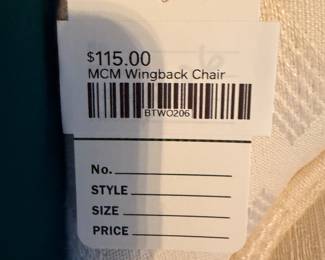 $115.00
MCM Wingback Chair
BTWO206
No.
STYLE
SIZE
PRICE